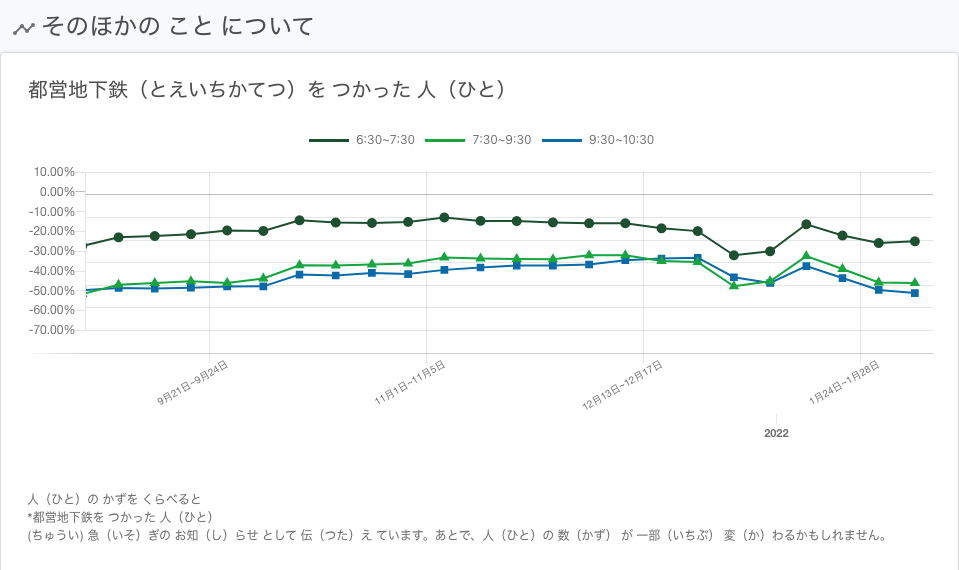 そのほかの こと について
都営地下鉄（とえいちかてつ）を つかった 人（ひと）
6:30~7:30 7:30~9:30 9:30~10:30
10.00%
0.00%
-10.00%
-20.00%
-30.00%
-40.00%
-50.00%
-60.00%
-70.00%
9月21日~9月24日 11月1日~11月5日 12月13日~12月17日 1月24日~1月28日
2022
人（ひと）の かずを くらべると
*都営地下鉄を つかった 人（ひと）
(ちゅうい) 急（いそ）ぎの お知（し）らせ として 伝（つた）え ています。あとで、人（ひと）の 数（かず） が 一部（いちぶ） 変（か）わるかもしれません。